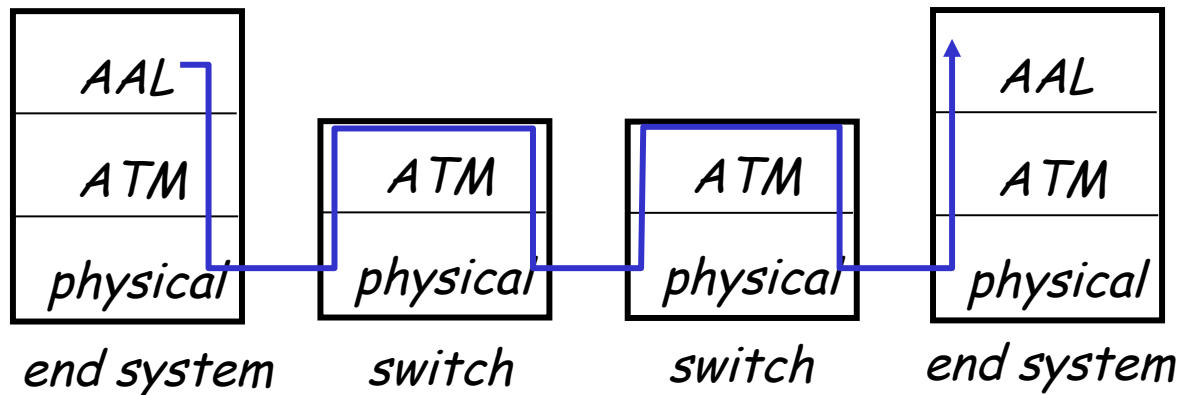 AAL
ATM
physical
end system
ATM
physical
switch
ATM
physical
switch
AAL
ATM
physical
end system